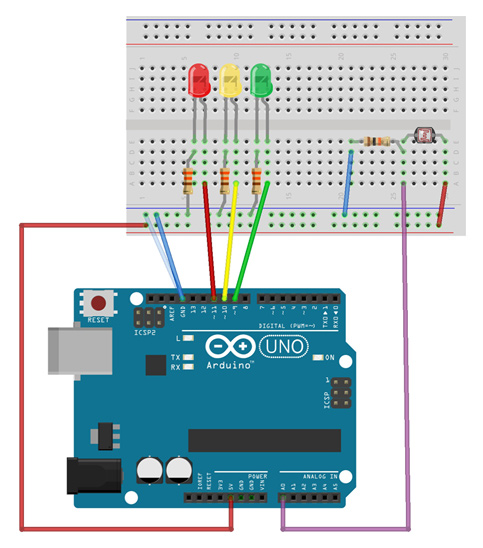 RESET
ICSP2
AREF
GND
13
12
~ 11
~ 10
~ 9
8
7
~ 6
~ 5
4
~ 3
2
TX▶1
RX◀0
DIGITAL (PWM~)
L
TX
RX
Arduino™
UNO
ON
1
ICSP
IOREF
RESET
3V3
5V
GND
GND
VIN
POWER
ANALOG IN
A0
A1
A2
A3
A4
A5